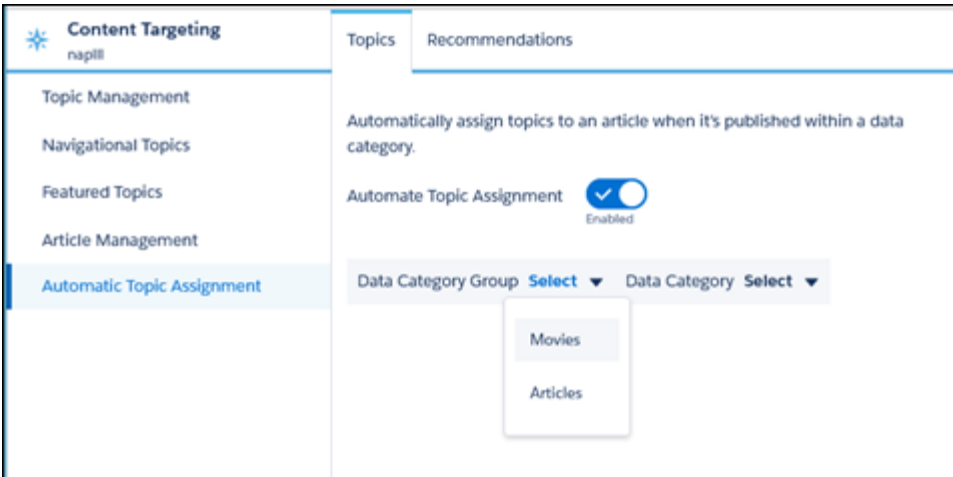 Content Targeting
napIII
Topics
Recommendations
Topic Management
Navigational Topics
Featured Topics
Article Management
Automatic Topic Assignment
Automatically assign topics to an article when it's published within a data
category.
Automate Topic Assignment
Enabled
Data Category Group Select Data Category Select
Movies
Articles